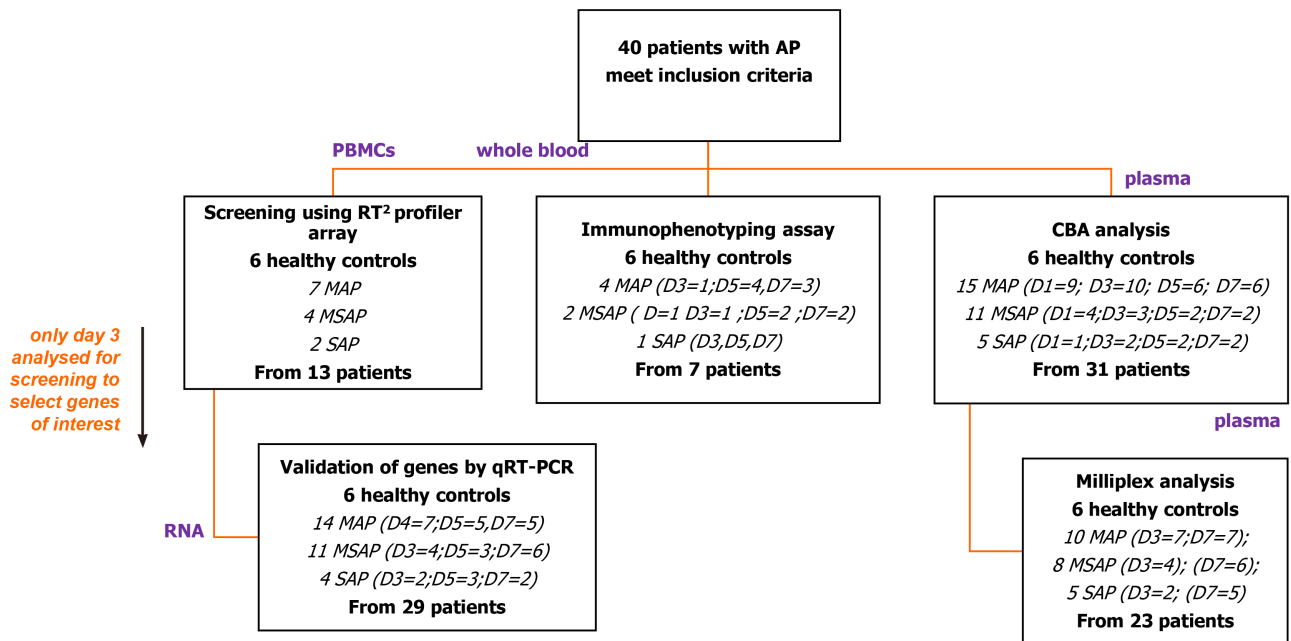 40 patients with AP
meet inclusion criteria
PBMCs
whole blood
plasma
Screening using RT² profiler
array
6 healthy controls
7 MAP
4 MSAP
2 SAP
From 13 patients
Immunophenotyping assay
6 healthy controls
4 MAP (D3=1;D5=4,D7=3)
2 MSAP ( D=1 D3=1 ;D5=2 ;D7=2)
1 SAP (D3,D5,D7)
From 7 patients
CBA analysis
6 healthy controls
15 MAP (D1=9; D3=10; D5=6; D7=6)
11 MSAP (D1=4;D3=3;D5=2;D7=2)
5 SAP (D1=1;D3=2;D5=2;D7=2)
From 31 patients
only day 3
analysed for
screening to
select genes
of interest
plasma
RNA
Validation of genes by qRT-PCR
6 healthy controls
14 MAP (D4=7;D5=5,D7=5)
11 MSAP (D3=4;D5=3;D7=6)
4 SAP (D3=2;D5=3;D7=2)
From 29 patients
Milliplex analysis
6 healthy controls
10 MAP (D3=7;D7=7);
8 MSAP (D3=4); (D7=6);
5 SAP (D3=2; (D7=5)
From 23 patients